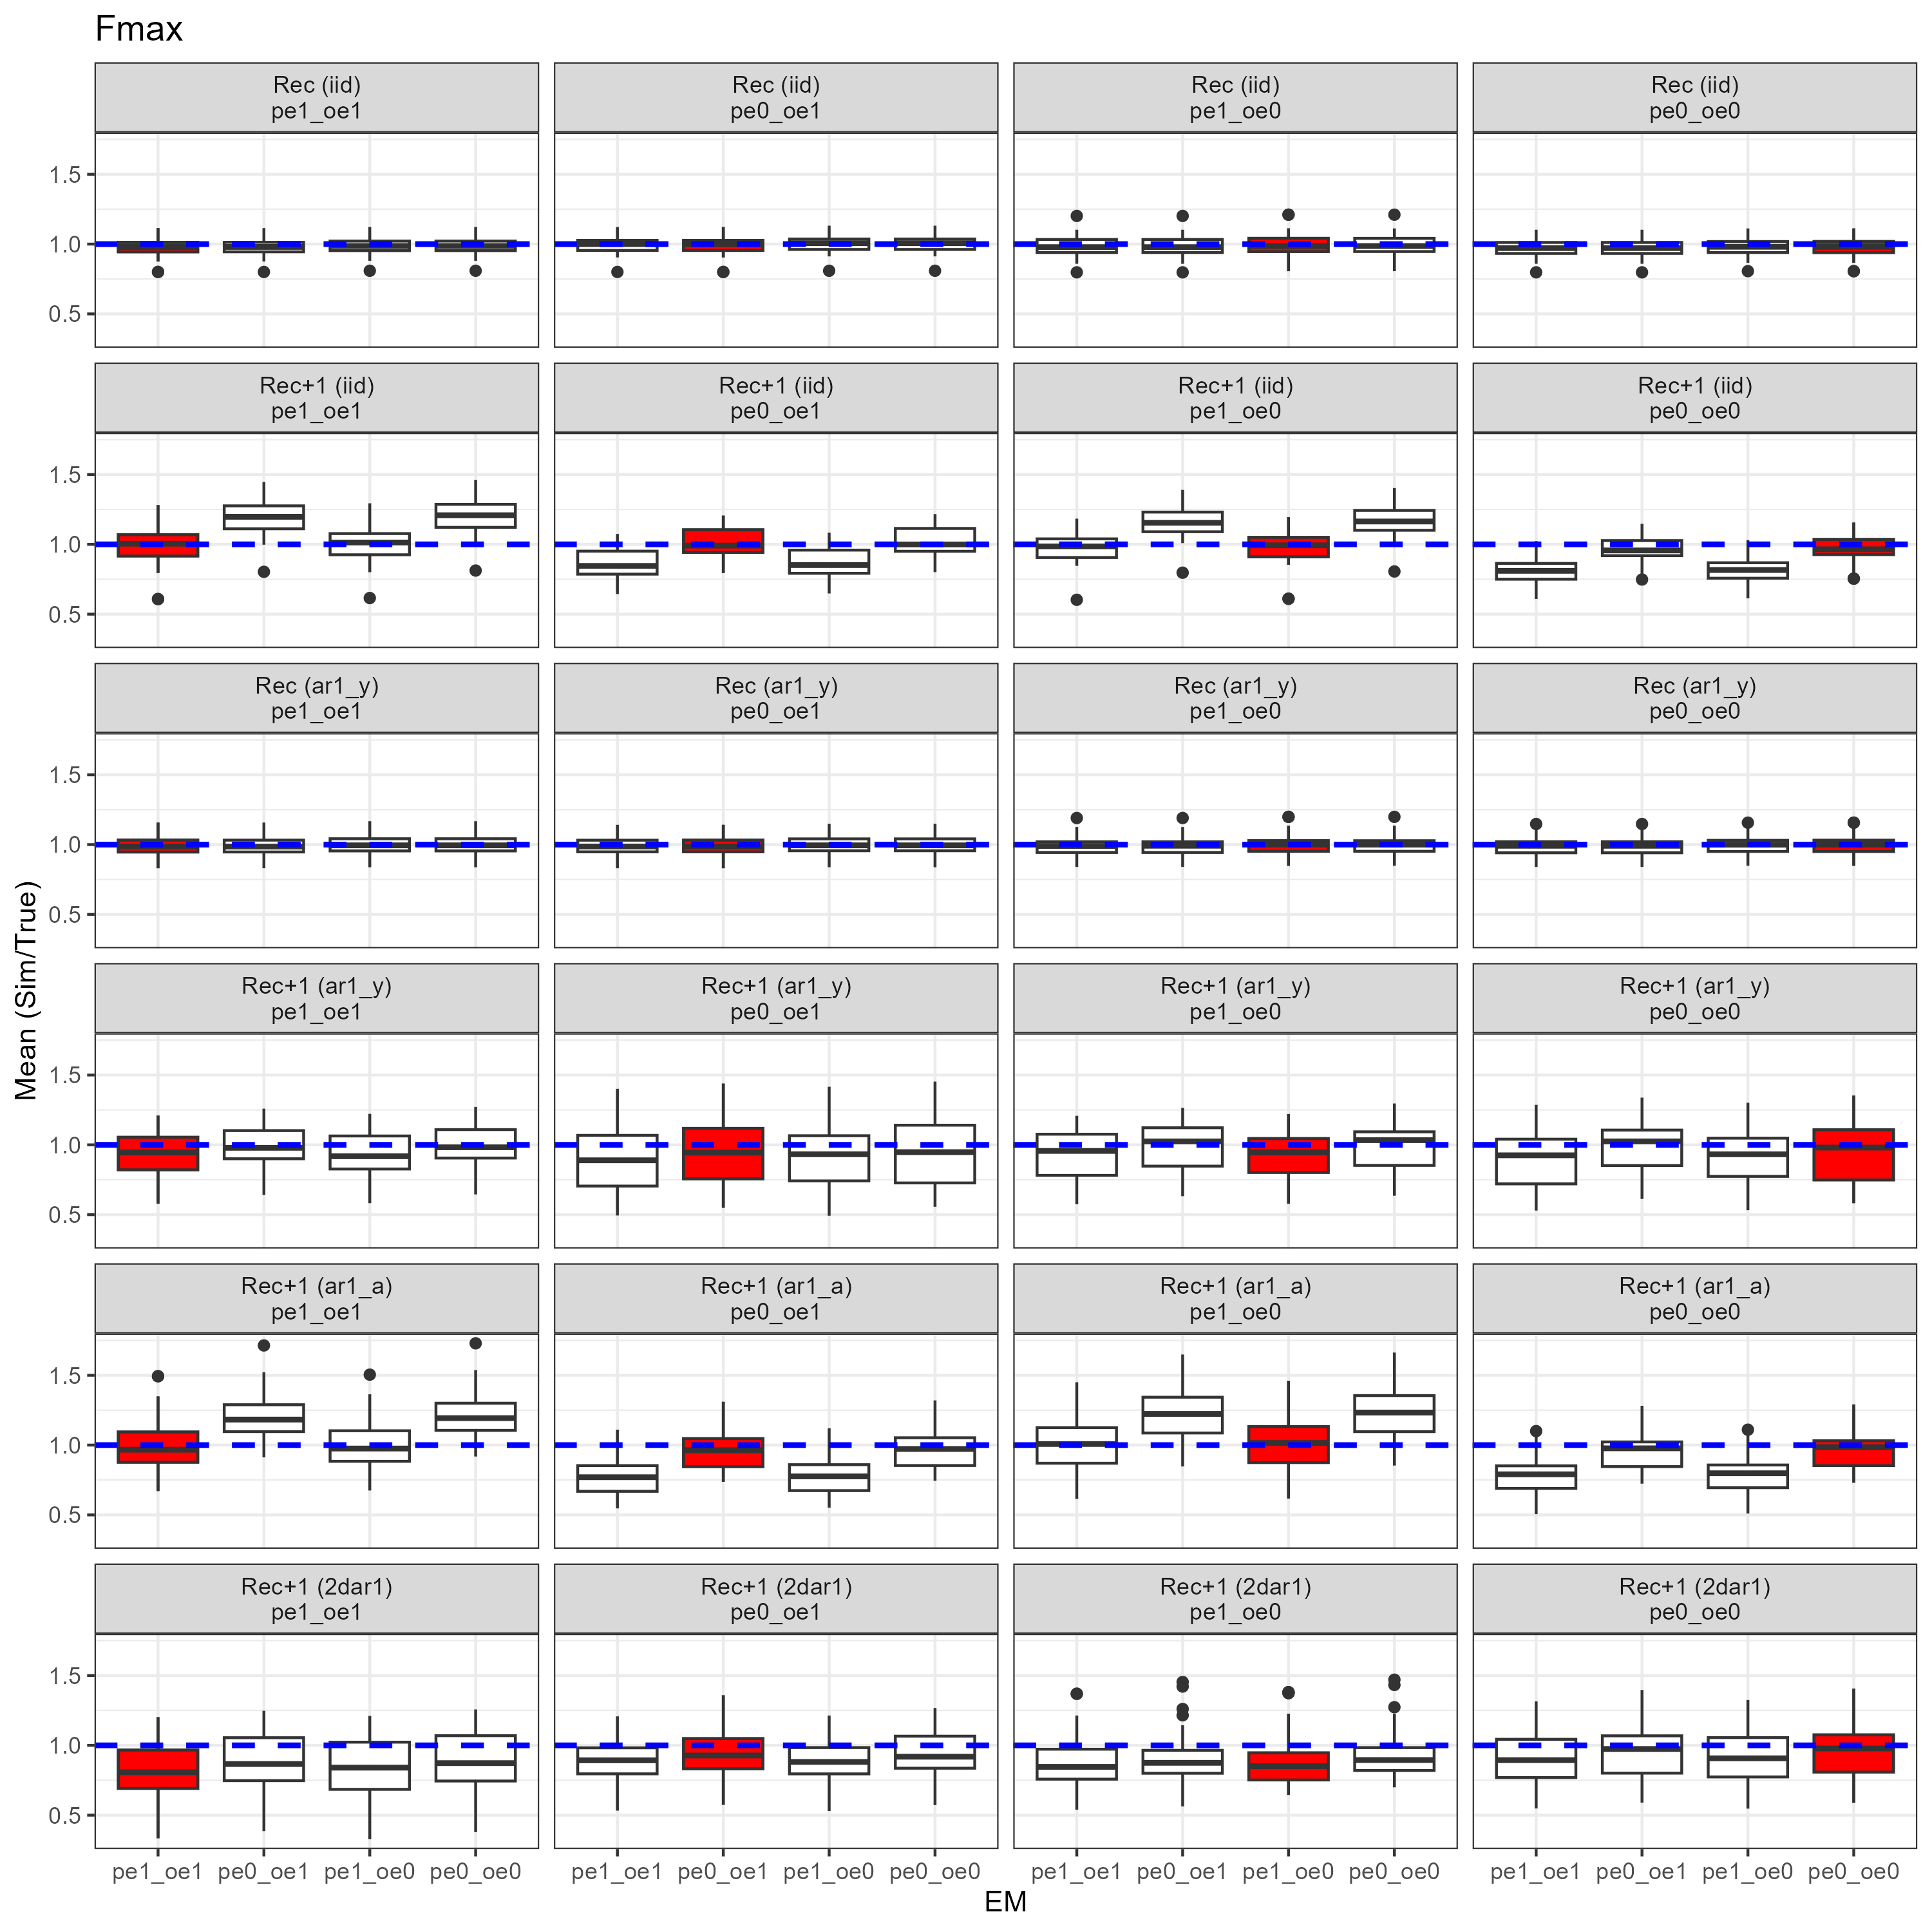 Fmax
Rec (iid)
pe1_oe1
Rec (iid)
pe0_oe1
Rec (iid)
pe1_oe0
Rec (iid)
pe0_oe0
1.5
1.0
0.5
Rec+1 (iid)
pe1_oe1
Rec+1 (iid)
pe0_oe1
Rec+1 (iid)
pe1_oe0
Rec+1 (iid)
pe0_oe0
1.5
1.0
0.5
Rec (ar1_y)
pe1_oe1
Rec (ar1_y)
pe0_oe1
Rec (ar1_y)
pe1_oe0
Rec (ar1_y)
pe0_oe0
1.5
1.0
0.5
Mean (Sim/True)
Rec+1 (ar1_y)
pe1_oe1
Rec+1 (ar1_y)
pe0_oe1
Rec+1 (ar1_y)
pe1_oe0
Rec+1 (ar1_y)
pe0_oe0
1.5
1.0
0.5
Rec+1 (ar1_a)
pe1_oe1
Rec+1 (ar1_a)
pe0_oe1
Rec+1 (ar1_a)
pe1_oe0
Rec+1 (ar1_a)
pe0_oe0
1.5
1.0
0.5
Rec+1 (2dar1)
pe1_oe1
Rec+1 (2dar1)
pe0_oe1
Rec+1 (2dar1)
pe1_oe0
Rec+1 (2dar1)
pe0_oe0
1.5
1.0
0.5
pe1_oe1 pe0_oe1 pe1_oe0 pe0_oe0
pe1_oe1 pe0_oe1 pe1_oe0 pe0_oe0
pe1_oe1 pe0_oe1 pe1_oe0 pe0_oe0
pe1_oe1 pe0_oe1 pe1_oe0 pe0_oe0
EM